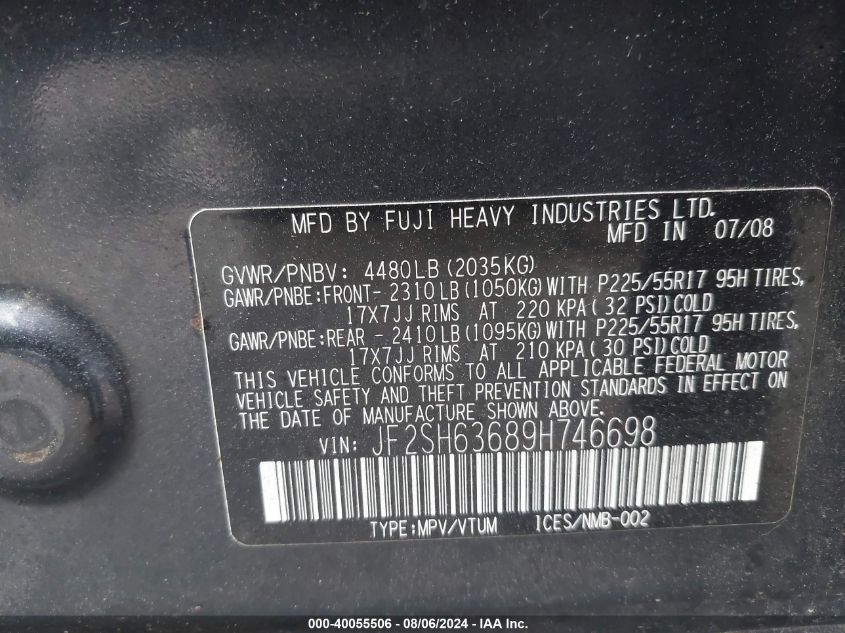 MFD BY FUJI HEAVY INDUSTRIES LTD.
MFD IN 07/08
GVWR/PNBV: 4480LB(2035KG)
GAWR/PNBE:FRONT- 2310LB(1050KG)WITH P225/55R17 95H TIRES,
17X7JJ RIMS AT 220 KPA(32 PSI)COLD
GAWR/PNBE:REAR -2410LB(1095KG)WITH P225/55R17 95H TIRES,
17X7JJ RIMS AT 210 KPA(30 PSI)COLD
THIS VEHICLE CONFORMS TO ALL APPLICABLE FEDERAL MOTOR
VEHICLE SAFETY AND THEFT PREVENTION STANDARDS IN EFFECT ON
THE DATE OF MANUFACTURE SHOWN ABOVE.
VIN: JF2SH63689H746698
TYPE:MPV/VTUM ICES/NMB-002
000-40055506 - 08/06/2024 - IAA Inc.